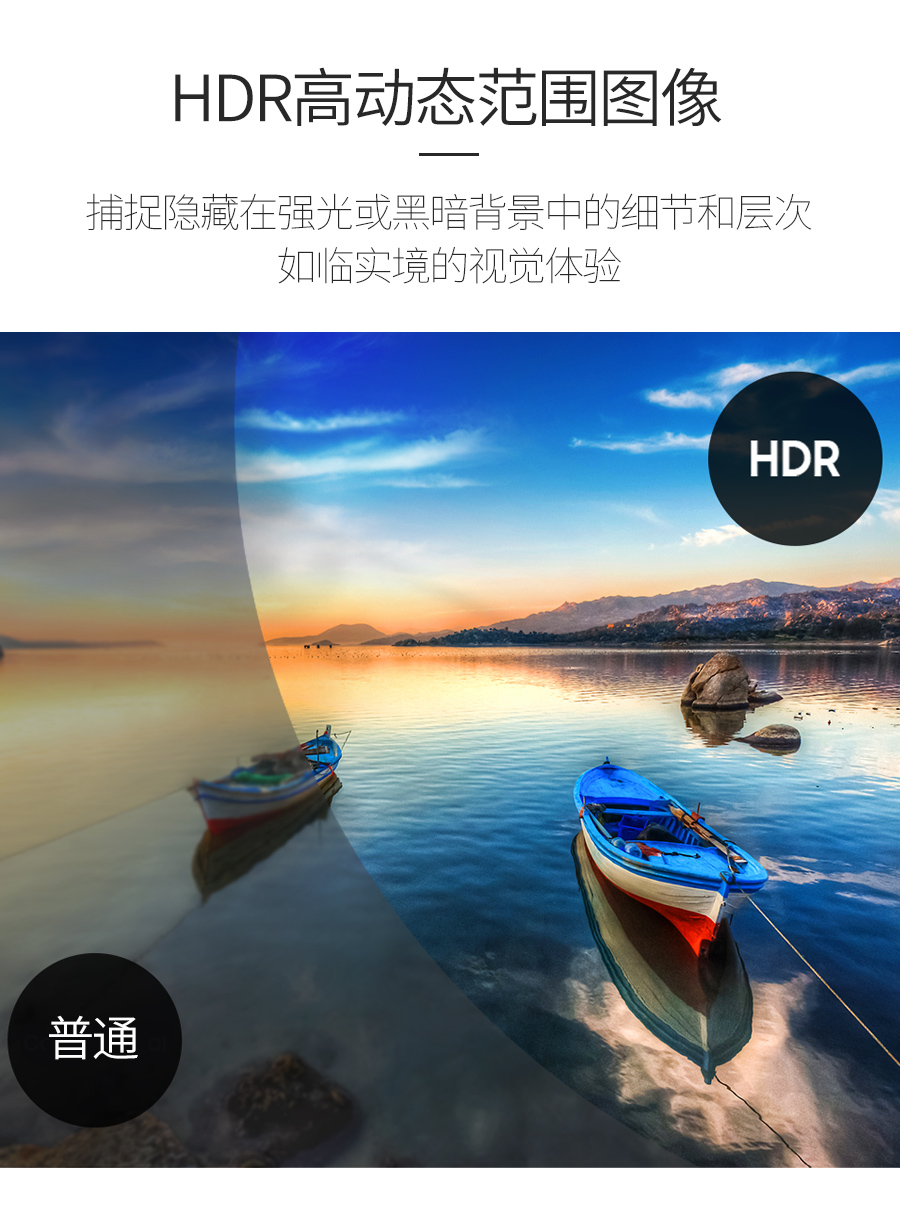 HDR高动态范围图像
捕捉隐藏在强光或黑暗背景中的细节和层次
如临实境的视觉体验
HDR
普通